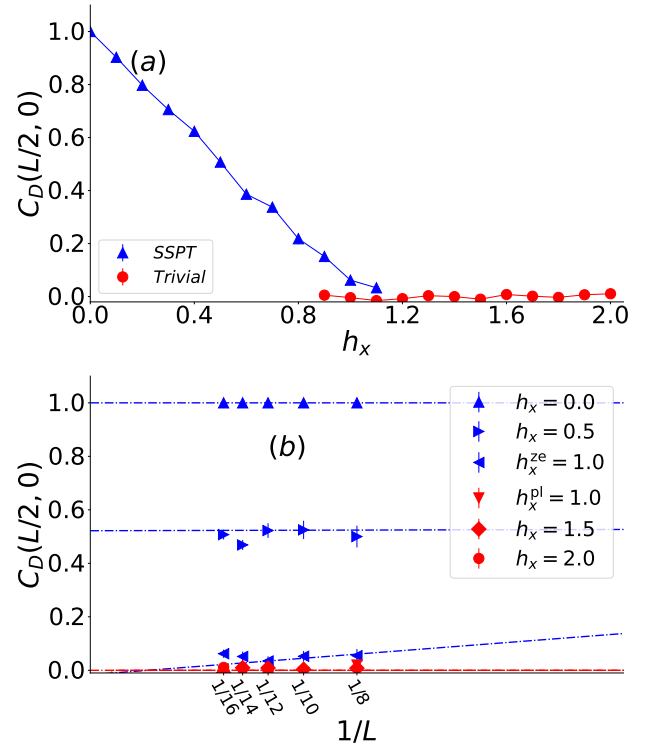 1.0
(a)
0.8
0.6
0.4
0.2
0.0
C_D(L/2, 0)
SSPT
Trivial
0.0 0.4 0.8 1.2 1.6 2.0
h_x
1.0
(b)
0.8
0.6
0.4
0.2
0.0
C_D(L/2, 0)
h_x = 0.0
h_x = 0.5
h_x^ze = 1.0
h_x^pl = 1.0
h_x = 1.5
h_x = 2.0
1/16 1/14 1/12 1/10 1/8
1/L